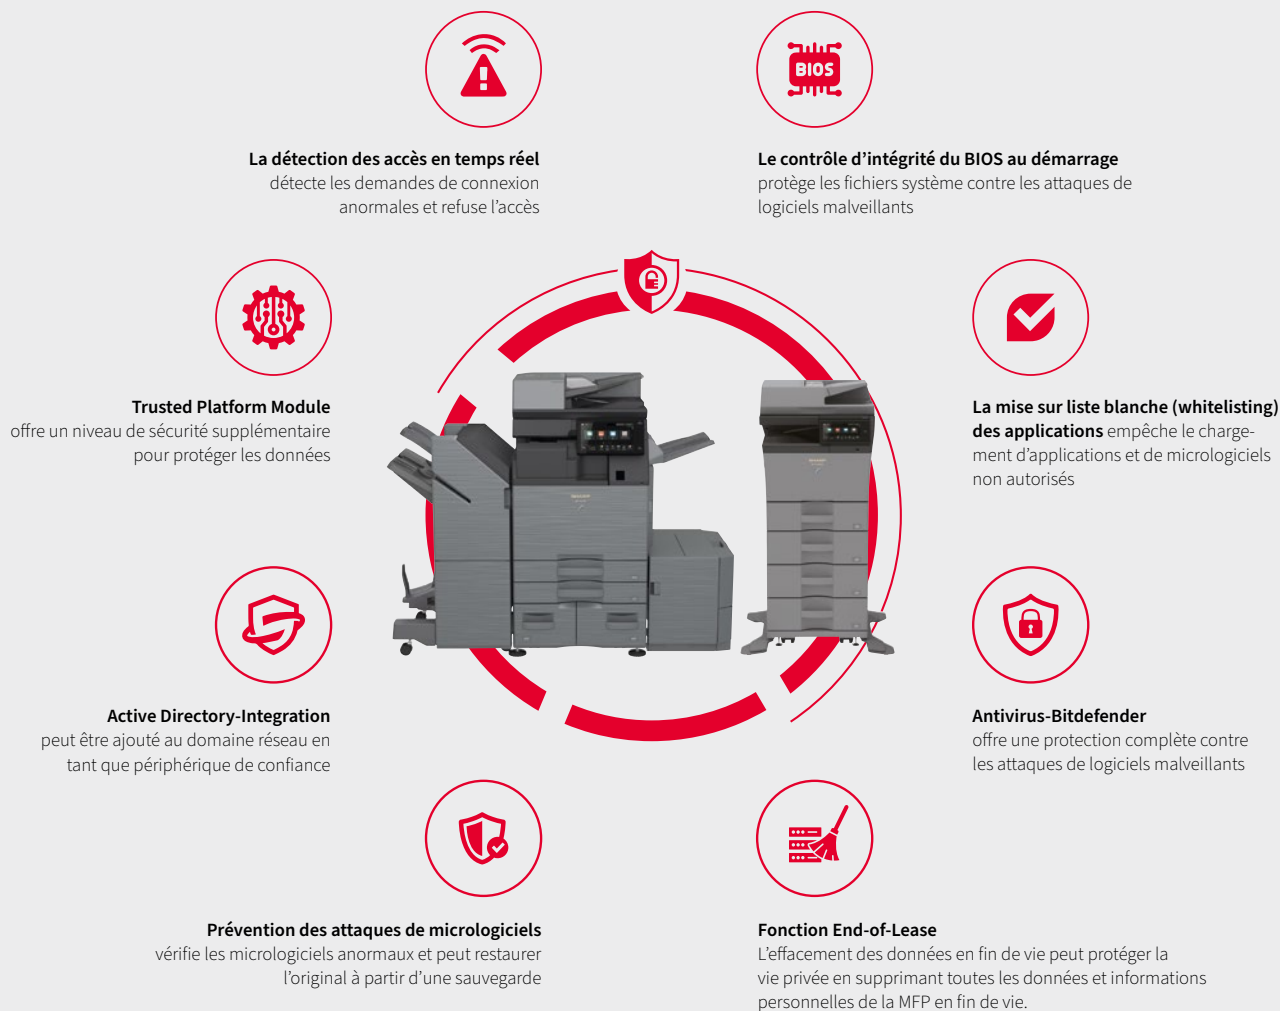 BIOS
La détection des accès en temps réel
détecte les demandes de connexion
anormales et refuse l’accès
Le contrôle d’intégrité du BIOS au démarrage
protège les fichiers système contre les attaques de
logiciels malveillants
Trusted Platform Module
offre un niveau de sécurité supplémentaire
pour protéger les données
La mise sur liste blanche (whitelisting)
des applications empêche le charge-
ment d’applications et de micrologiciels
non autorisés
Active Directory-Integration
peut être ajouté au domaine réseau en
tant que périphérique de confiance
Antivirus-Bitdefender
offre une protection complète contre
les attaques de logiciels malveillants
Prévention des attaques de micrologiciels
vérifie les micrologiciels anormaux et peut restaurer
l’original à partir d’une sauvegarde
Fonction End-of-Lease
L’effacement des données en fin de vie peut protéger la
vie privée en supprimant toutes les données et informations
personnelles de la MFP en fin de vie.